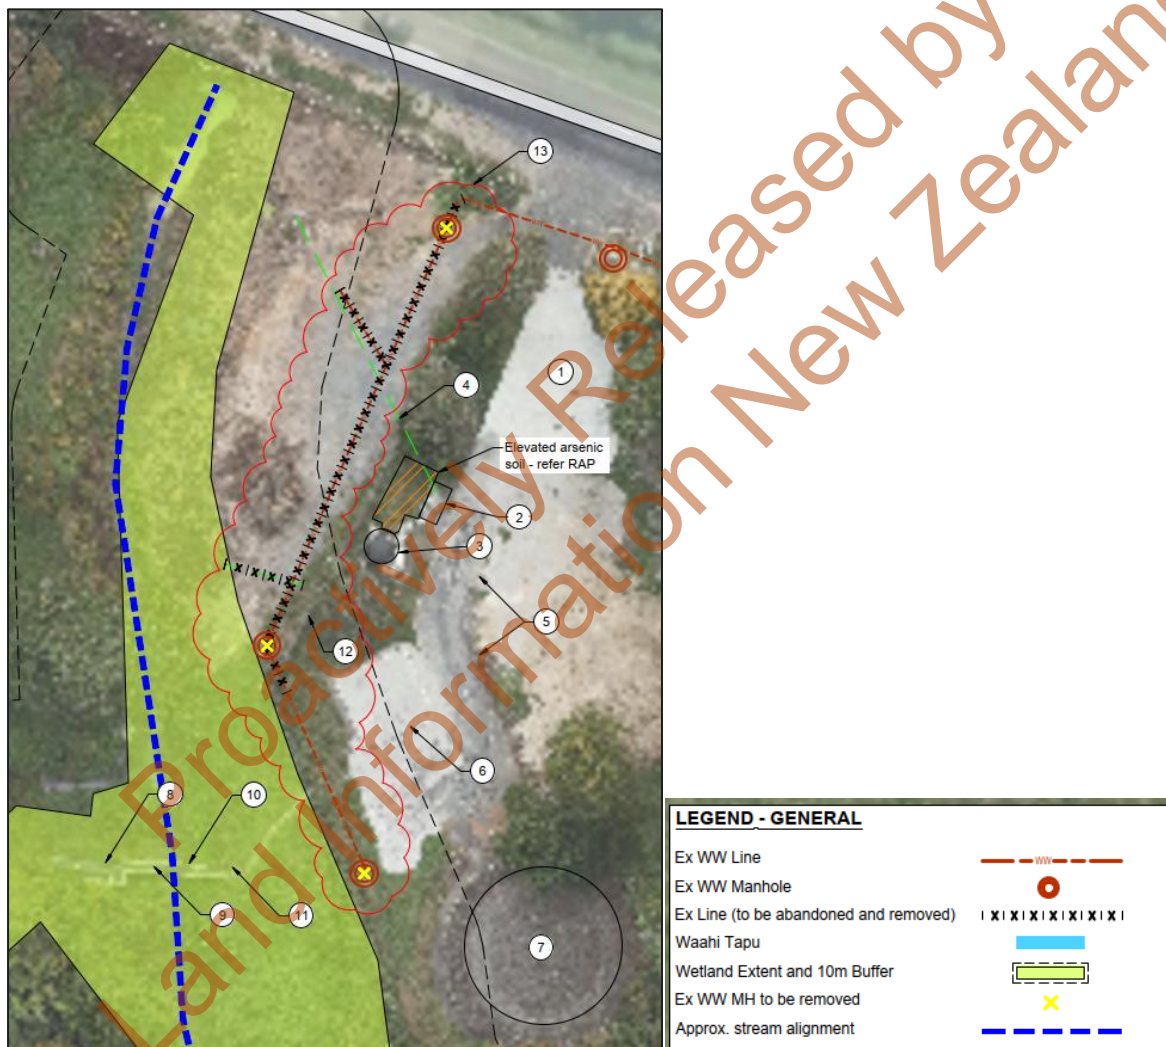 Proactively Released by
Land Information New Zealand
13
1
4
Elevated arsenic
soil - refer RAP
2
3
5
12
6
8
10
9
11
7
LEGEND - GENERAL
Ex WW Line
WW
Ex WW Manhole
Ex Line (to be abandoned and removed)
Waahi Tapu
Wetland Extent and 10m Buffer
Ex WW MH to be removed
Approx. stream alignment